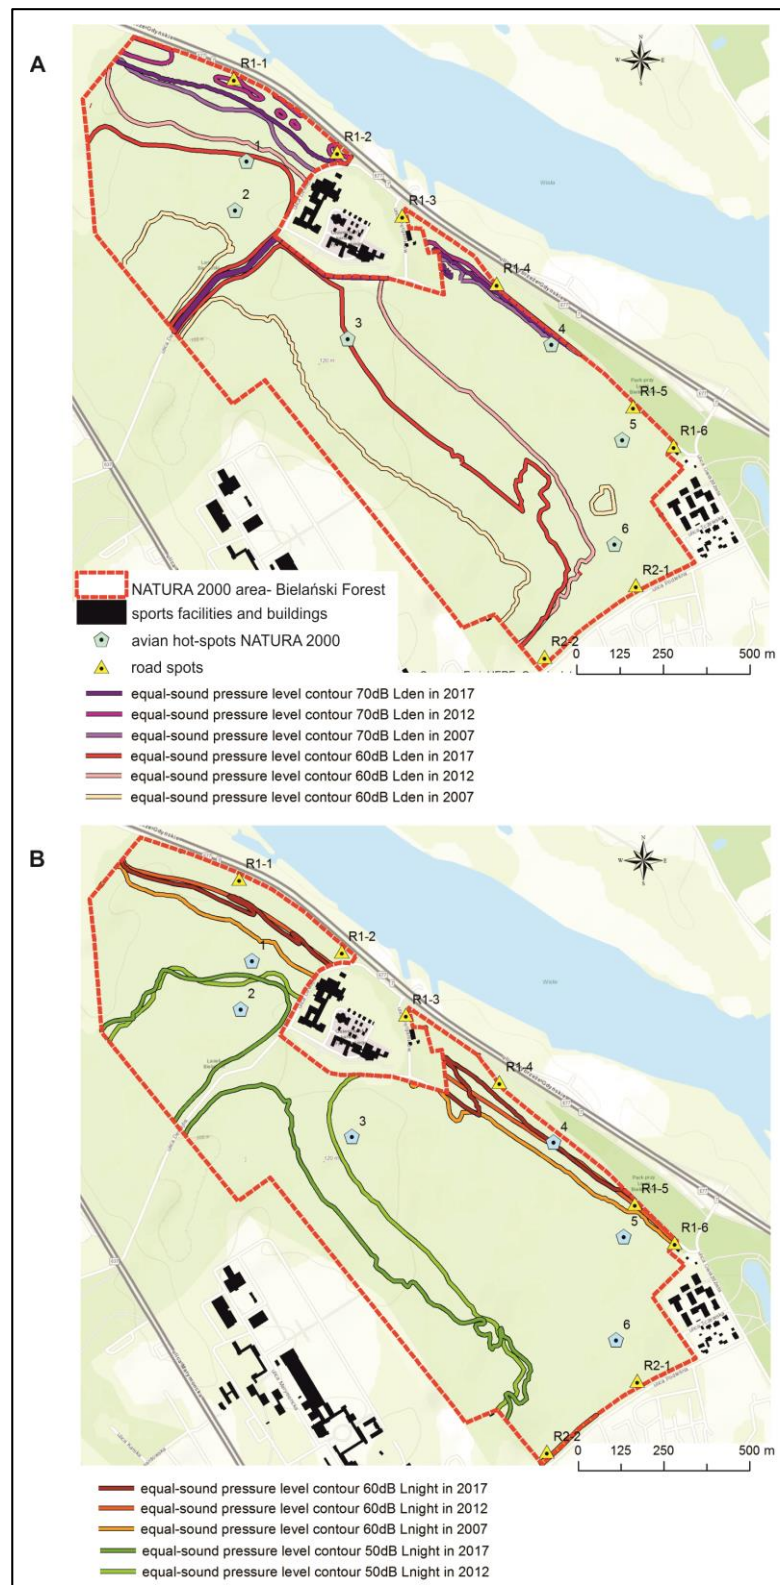 A
R1-1
R1-2
1
R1-3
2
Wisła
R1-4
3
4
R1-5
5
R1-6
6
R2-1
R2-2
N
W E
S
677
637
120 m
NATURA 2000 area- Bielański Forest
sports facilities and buildings
avian hot-spots NATURA 2000
road spots
0 125 250 500 m
equal-sound pressure level contour 70dB Lden in 2017
equal-sound pressure level contour 70dB Lden in 2012
equal-sound pressure level contour 70dB Lden in 2007
equal-sound pressure level contour 60dB Lden in 2017
equal-sound pressure level contour 60dB Lden in 2012
equal-sound pressure level contour 60dB Lden in 2007
B
R1-1
R1-2
1
R1-3
2
Wisła
R1-4
3
4
R1-5
5
R1-6
6
R2-1
R2-2
N
W E
S
0 125 250 500 m
equal-sound pressure level contour 60dB Lnight in 2017
equal-sound pressure level contour 60dB Lnight in 2012
equal-sound pressure level contour 60dB Lnight in 2007
equal-sound pressure level contour 50dB Lnight in 2017
equal-sound pressure level contour 50dB Lnight in 2012